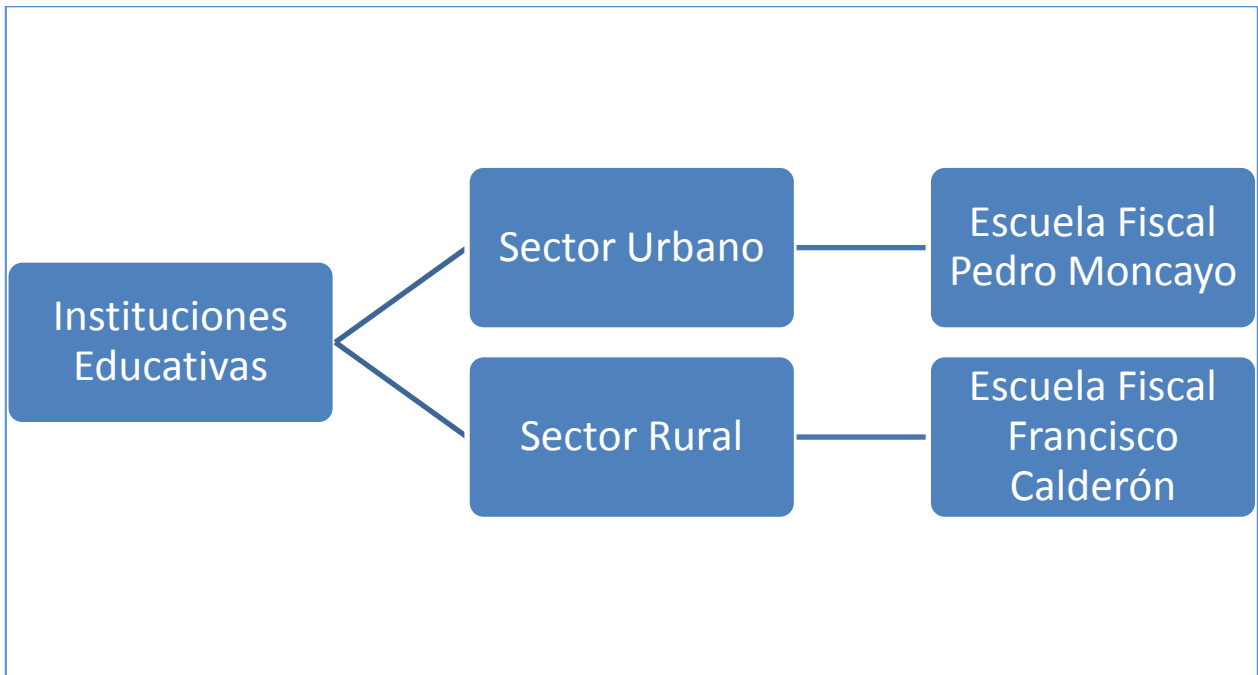 Instituciones
Educativas
Sector Urbano
Escuela Fiscal
Pedro Moncayo
Sector Rural
Escuela Fiscal
Francisco
Calderón